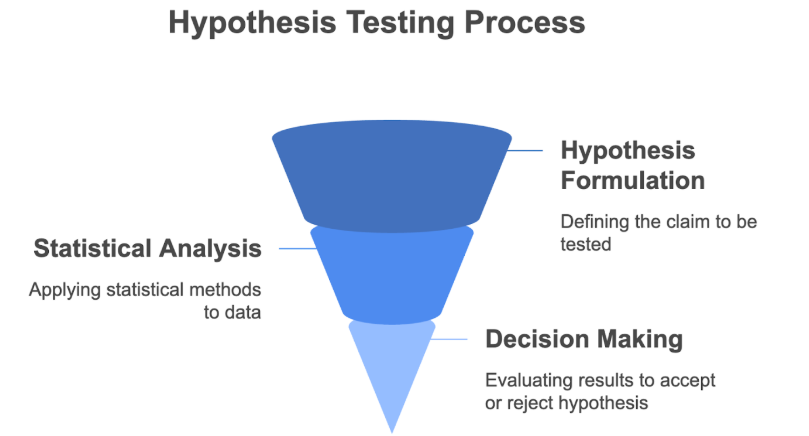 Hypothesis Testing Process
Hypothesis
Formulation
Defining the claim to be
tested
Statistical Analysis
Applying statistical methods
to data
Decision Making
Evaluating results to accept
or reject hypothesis